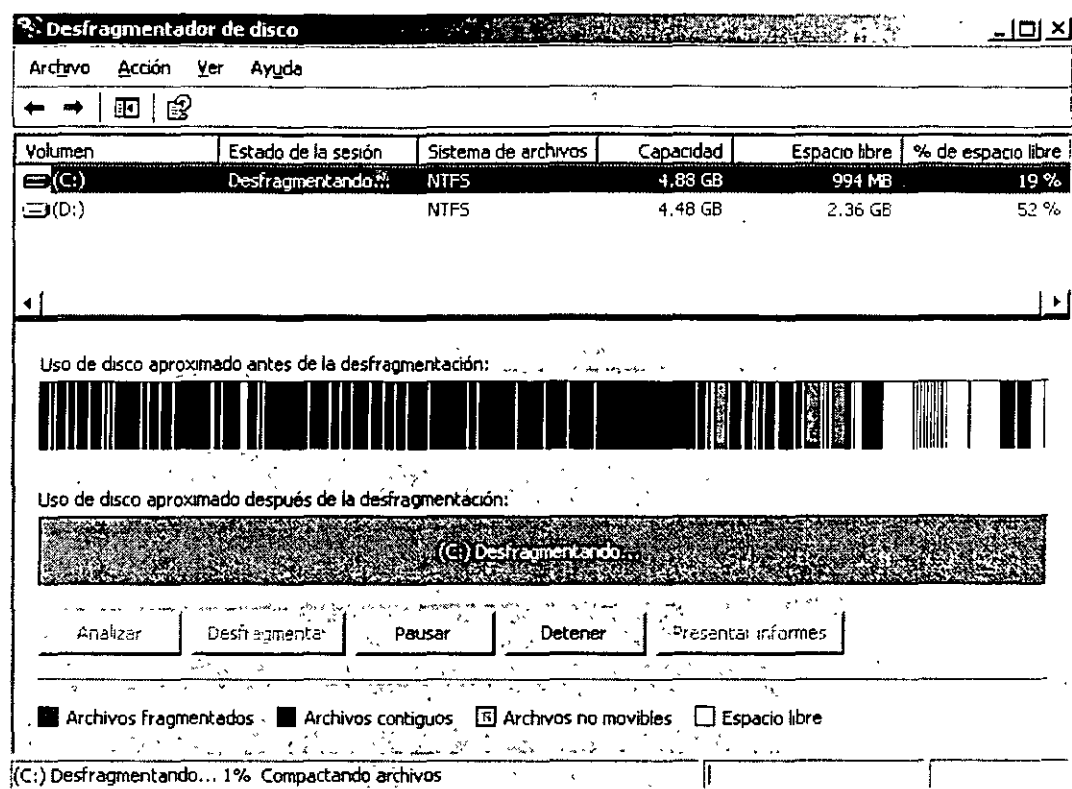 Desfragmentador de disco
Archivo Acción Ver Ayuda
Volumen Estado de la sesión Sistema de archivos Capacidad Espacio libre % de espacio libre
(C:) Desfragmentando... NTFS 4,88 GB 994 MB 19 %
(D:) NTFS 4.48 GB 2.36 GB 52 %
Uso de disco aproximado antes de la desfragmentación:
Uso de disco aproximado después de la desfragmentación:
(C:) Desfragmentando...
Analizar Desfragmentar Pausar Detener Presentar informes
Archivos fragmentados Archivos contiguos Archivos no movibles Espacio libre
(C:) Desfragmentando... 1% Compactando archivos